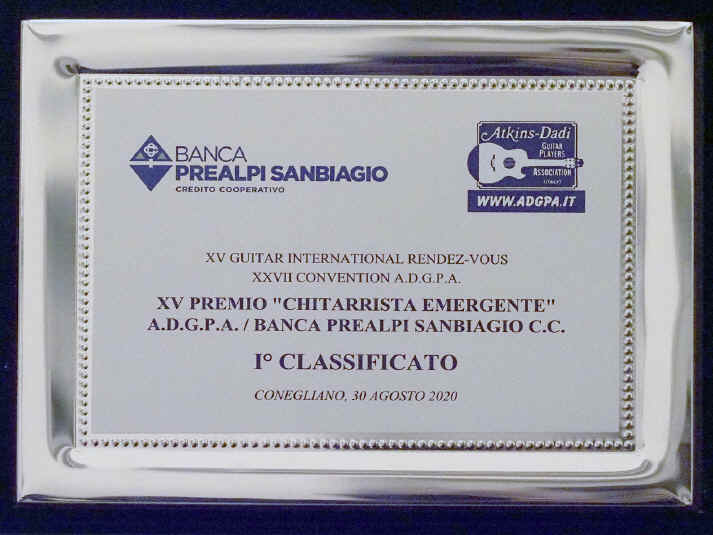 BANCA
PREALPI SANBIAGIO
CREDITO COOPERATIVO
Atkins-Dadi
GUITAR
PLAYERS
ASSOCIATION
(ITALY)
WWW.ADGPA.IT
XV GUITAR INTERNATIONAL RENDEZ-VOUS
XXVII CONVENTION A.D.G.P.A.
XV PREMIO "CHITARRISTA EMERGENTE"
A.D.G.P.A. / BANCA PREALPI SANBIAGIO C.C.
I° CLASSIFICATO
CONEGLIANO, 30 AGOSTO 2020